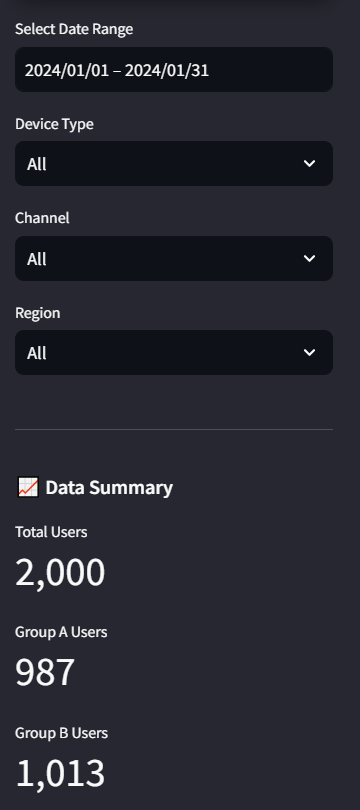 Select Date Range
2024/01/01 – 2024/01/31
Device Type
All
Channel
All
Region
All
📈 Data Summary
Total Users
2,000
Group A Users
987
Group B Users
1,013